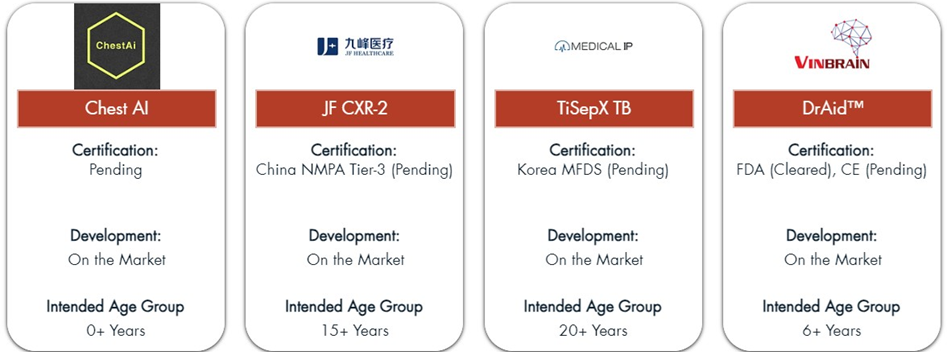 ChestAi
Chest AI
Certification:
Pending
Development:
On the Market
Intended Age Group
0+ Years
九峰医疗
JF HEALTHCARE
JF CXR-2
Certification:
China NMPA Tier-3 (Pending)
Development:
On the Market
Intended Age Group
15+ Years
MEDICAL IP
TiSepX TB
Certification:
Korea MFDS (Pending)
Development:
On the Market
Intended Age Group
20+ Years
VINBRAIN
DrAid™
Certification:
FDA (Cleared), CE (Pending)
Development:
On the Market
Intended Age Group
6+ Years